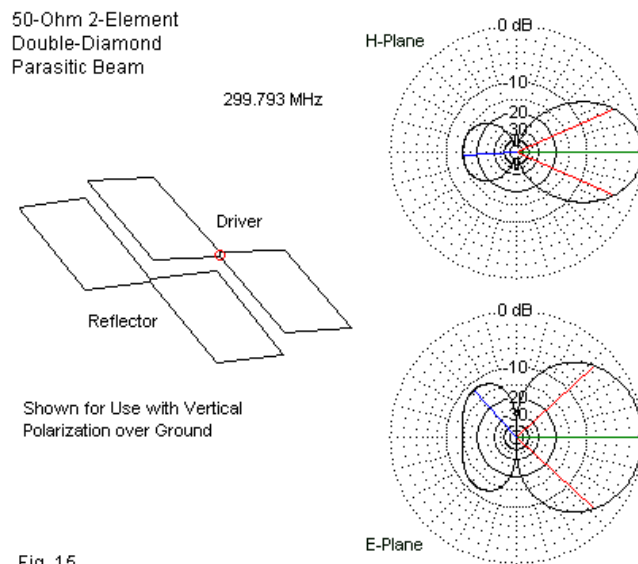 50-Ohm 2-Element
Double-Diamond
Parasitic Beam
299.793 MHz
Driver
Reflector
Shown for Use with Vertical
Polarization over Ground
Fig. 15
H-Plane
0 dB
-10
-20
-30
0 dB
-10
-20
-30
E-Plane